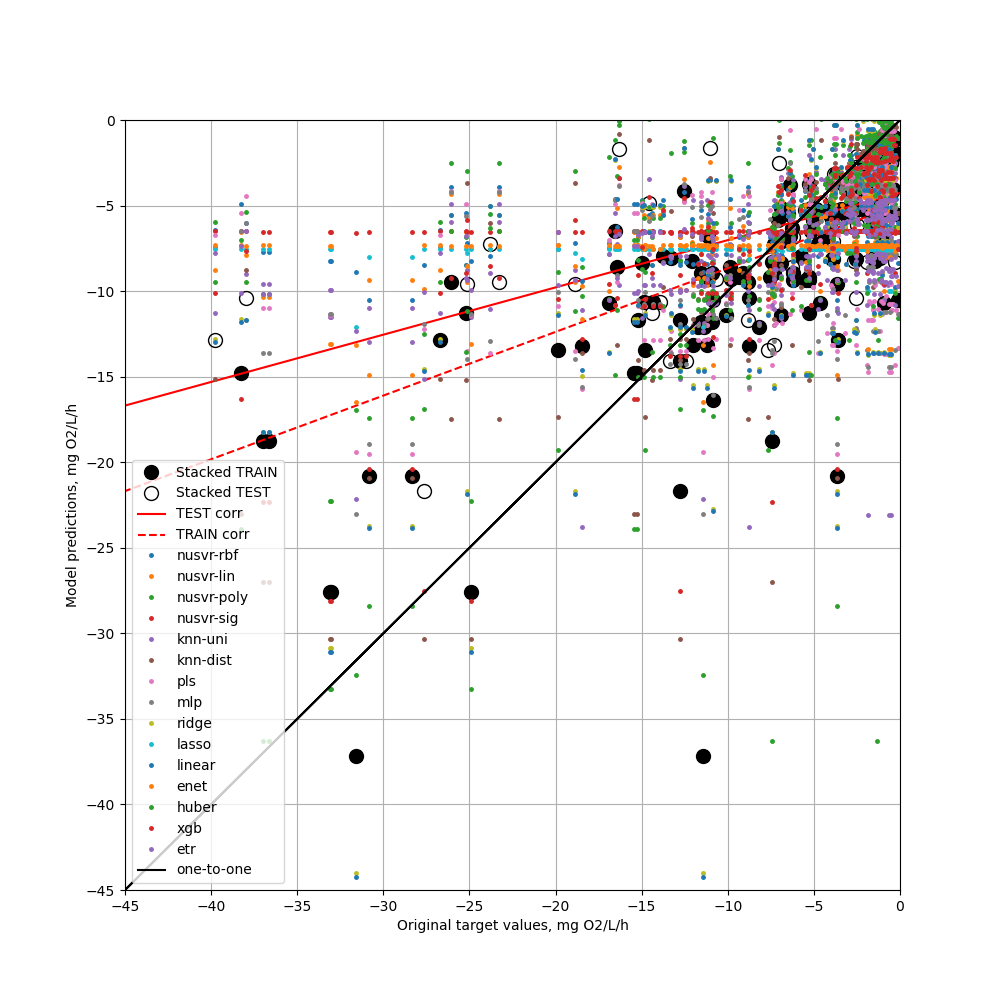 0
−5
−10
−15
−20
−25
−30
−35
−40
−45
Model predictions, mg O2/L/h
Stacked TRAIN
Stacked TEST
TEST corr
TRAIN corr
nusvr-rbf
nusvr-lin
nusvr-poly
nusvr-sig
knn-uni
knn-dist
pls
mlp
ridge
lasso
linear
enet
huber
xgb
etr
one-to-one
−45 −40 −35 −30 −25 −20 −15 −10 −5 0
Original target values, mg O2/L/h